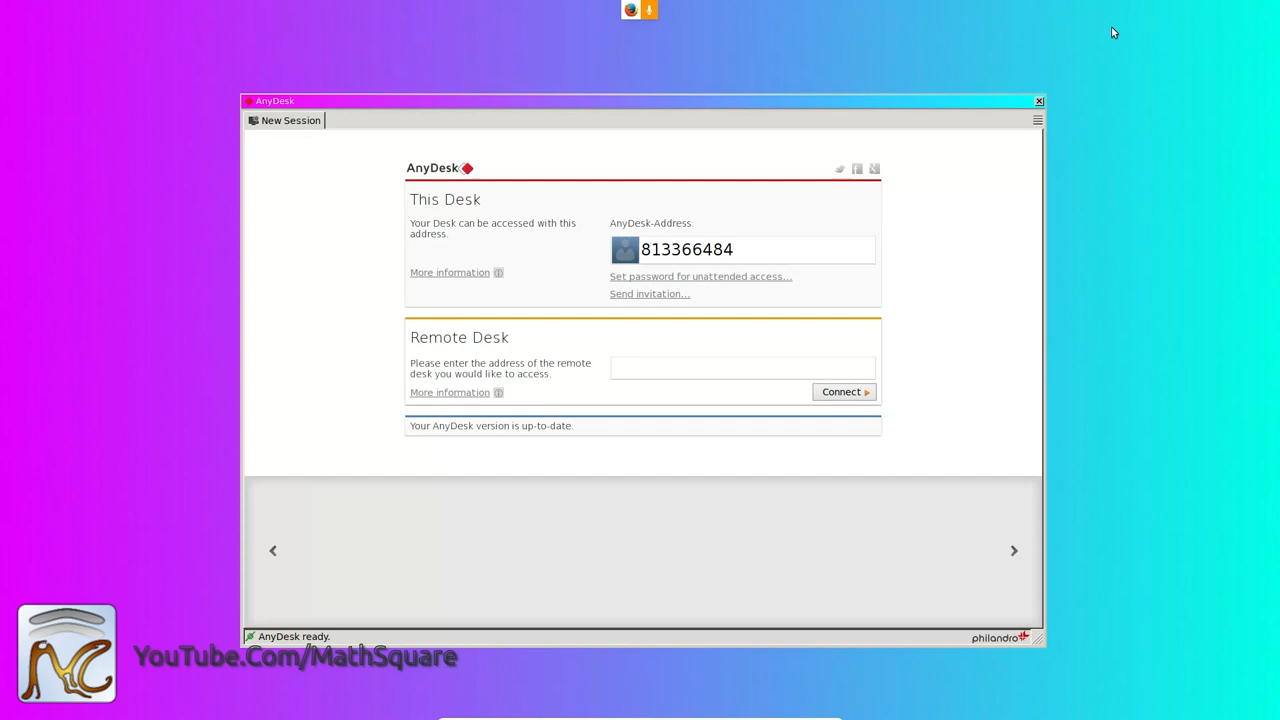 AnyDesk
New Session
AnyDesk
This Desk
Your Desk can be accessed with this
address.
More information
AnyDesk-Address:
813366484
Set password for unattended access...
Send invitation...
Remote Desk
Please enter the address of the remote
desk you would like to access.
More information
Connect
Your AnyDesk version is up-to-date.
AnyDesk ready.
philandro
YouTube.Com/MathSquare